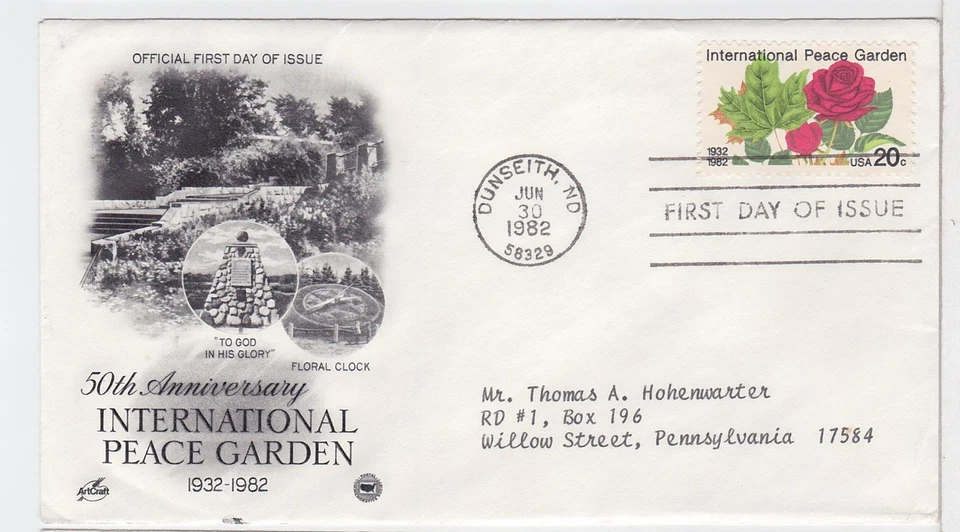 OFFICIAL FIRST DAY OF ISSUE
"TO GOD
IN HIS GLORY"
FLORAL CLOCK
50th Anniversary
INTERNATIONAL
PEACE GARDEN
1932-1982
ArtCraft
International Peace Garden
1932
1982
USA 20c
DUNSEITH, ND
JUN
30
1982
58329
FIRST DAY OF ISSUE
Mr. Thomas A. Hohenwarter
RD #1, Box 196
Willow Street, Pennsylvania 17584